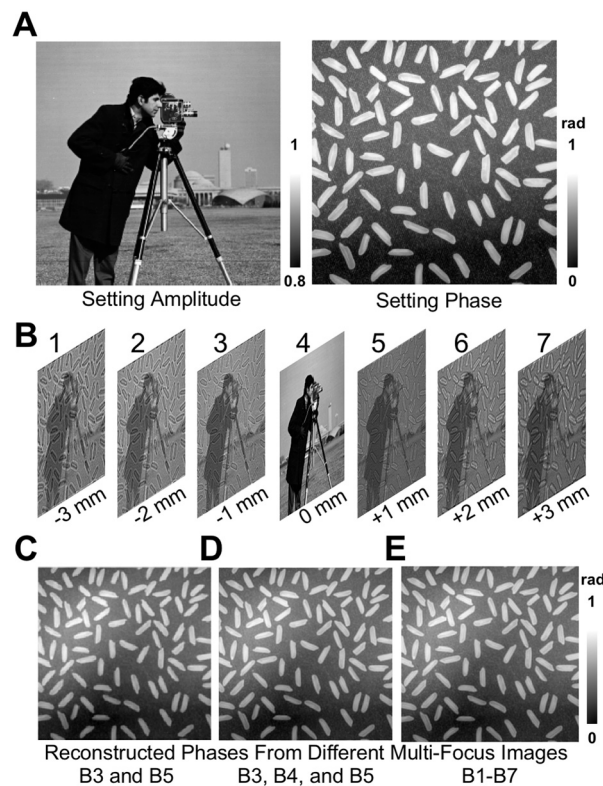 A
1
0.8
rad
1
0
Setting Amplitude
Setting Phase
B
1 2 3 4 5 6 7
-3 mm -2 mm -1 mm 0 mm +1 mm +2 mm +3 mm
C D E
rad
1
0
Reconstructed Phases From Different Multi-Focus Images
B3 and B5 B3, B4, and B5 B1-B7